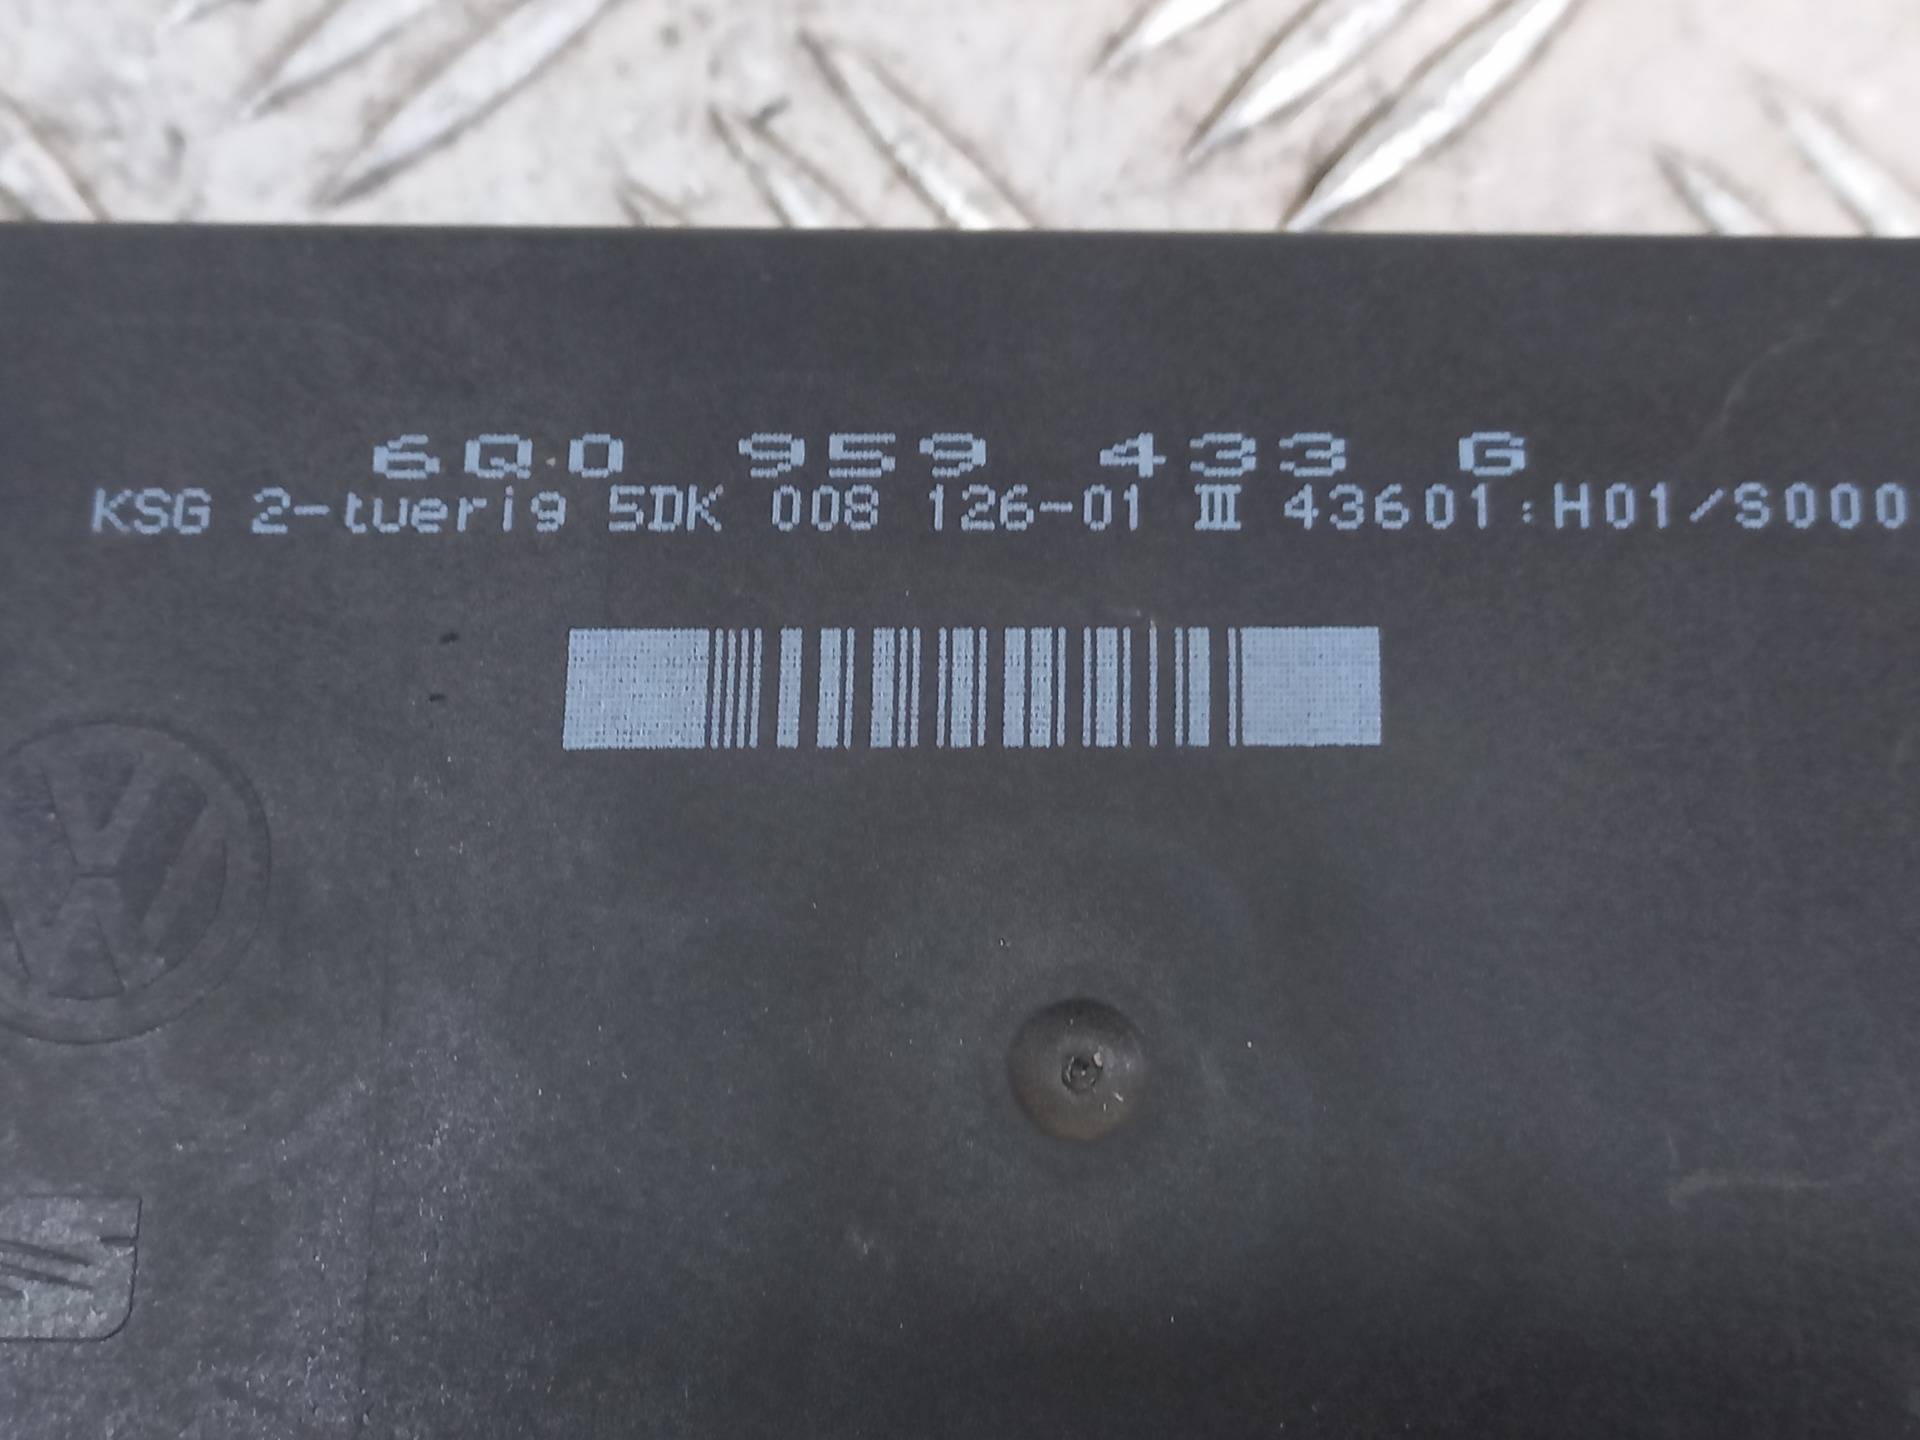 6Q0 959 433 G
KSG 2-tuerig 5DK 008 126-01 III 43601:H01/S000